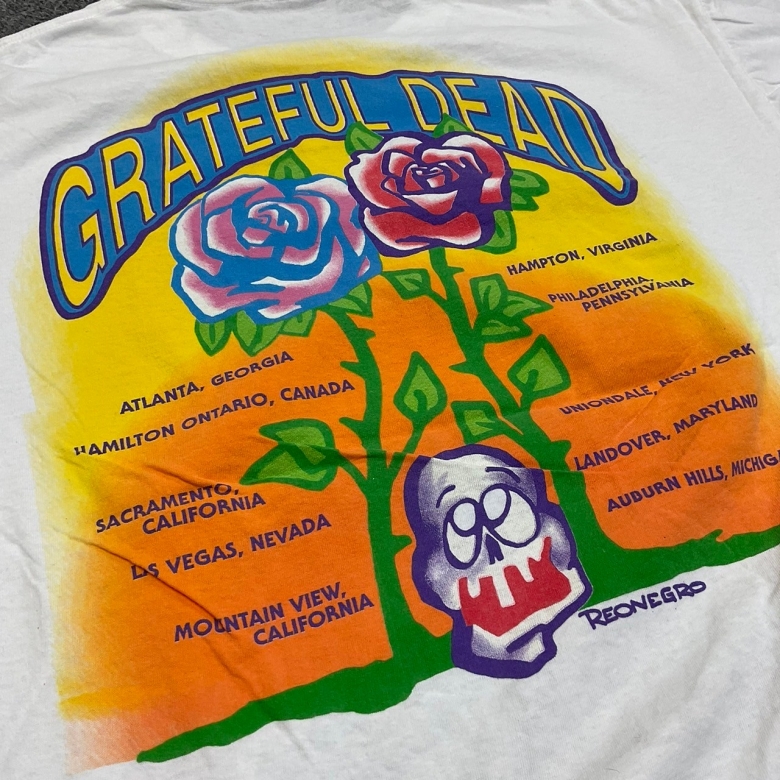 GRATEFUL DEAD
ATLANTA, GEORGIA
HAMILTON ONTARIO, CANADA
SACRAMENTO,
CALIFORNIA
LAS VEGAS, NEVADA
MOUNTAIN VIEW,
CALIFORNIA
HAMPTON, VIRGINIA
PHILADELPHIA,
PENNSYLVANIA
UNIONDALE, NEW YORK
LANDOVER, MARYLAND
AUBURN HILLS, MICHIGA
REONEGRO